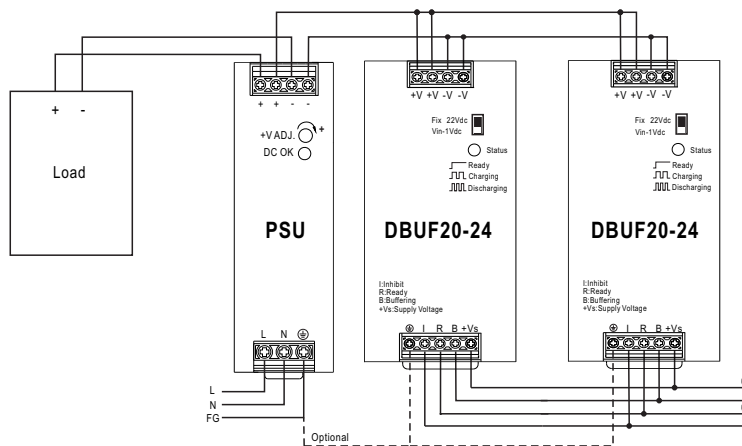 + -
Load
+ + - -
+V ADJ. +
DC OK
PSU
L N
L
N
FG
Optional
+V +V -V -V
Fix 22Vdc
Vin-1Vdc
Status
Ready
Charging
Discharging
DBUF20-24
I:Inhibit
R:Ready
B:Buffering
+Vs:Supply Voltage
I R B +Vs
+V +V -V -V
Fix 22Vdc
Vin-1Vdc
Status
Ready
Charging
Discharging
DBUF20-24
I:Inhibit
R:Ready
B:Buffering
+Vs:Supply Voltage
I R B +Vs